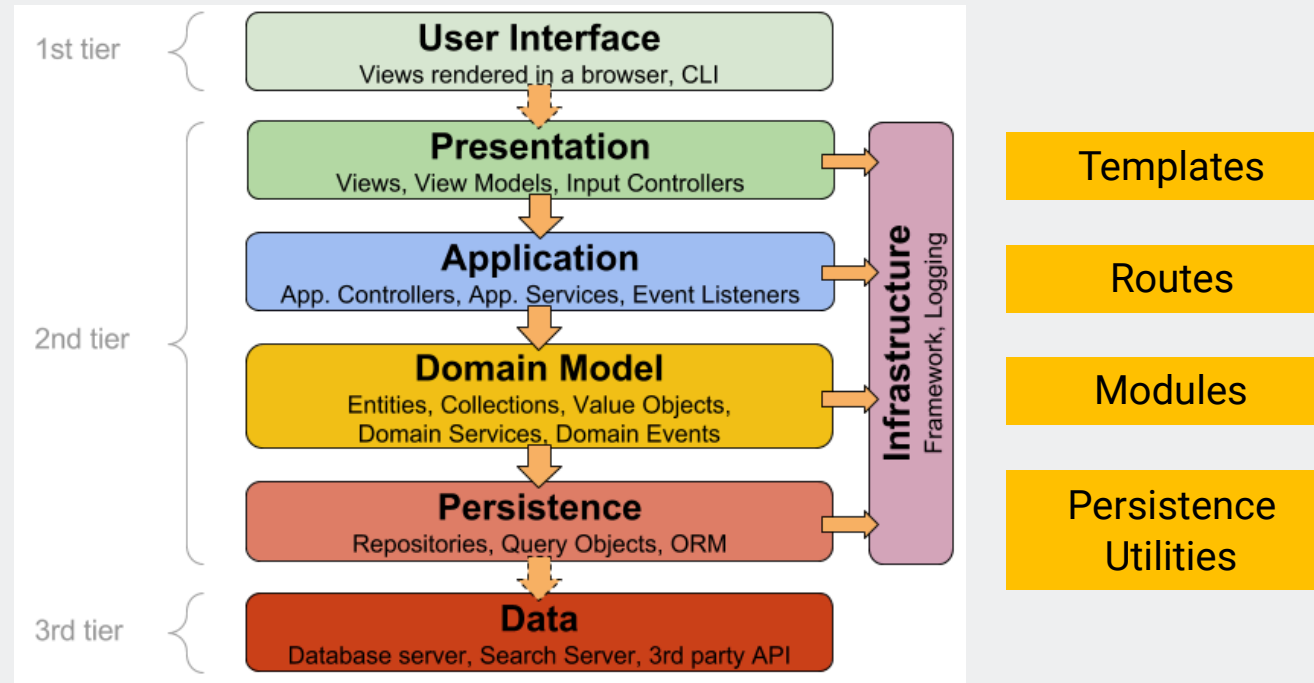 1st tier
User Interface
Views rendered in a browser, CLI
2nd tier
Presentation
Views, View Models, Input Controllers
Application
App. Controllers, App. Services, Event Listeners
Domain Model
Entities, Collections, Value Objects,
Domain Services, Domain Events
Persistence
Repositories, Query Objects, ORM
Infrastructure
Framework, Logging
3rd tier
Data
Database server, Search Server, 3rd party API
Templates
Routes
Modules
Persistence
Utilities